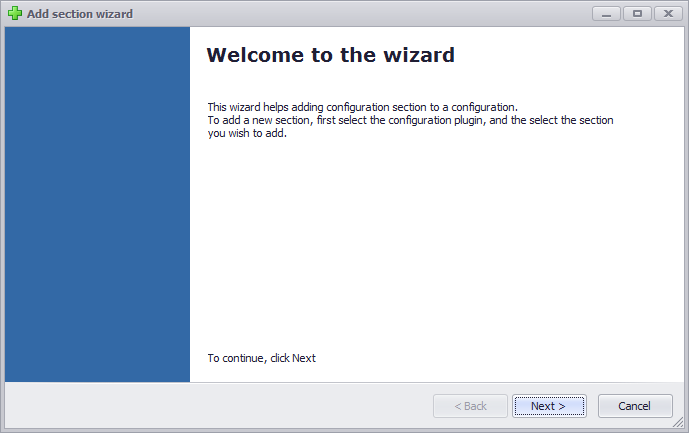 Add section wizard
Welcome to the wizard
This wizard helps adding configuration section to a configuration.
To add a new section, first select the configuration plugin, and the select the section
you wish to add.
To continue, click Next
< Back
Next >
Cancel